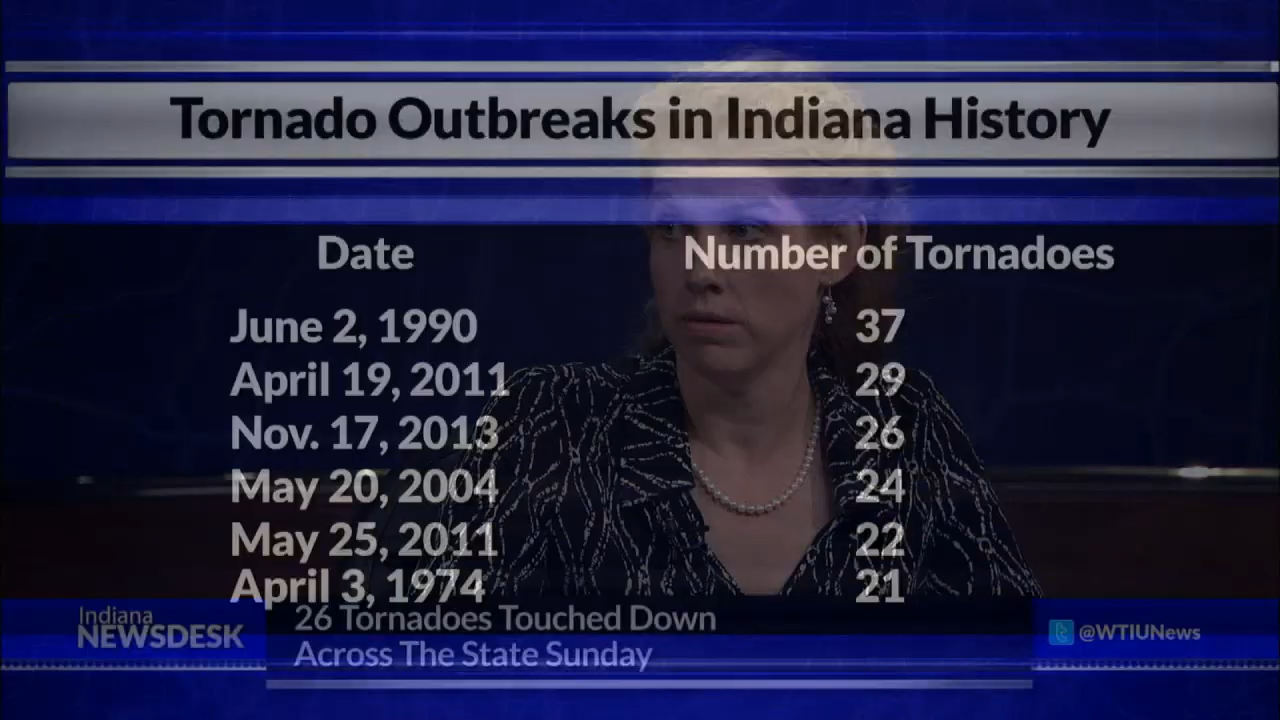 Tornado Outbreaks in Indiana History
Date Number of Tornadoes
June 2, 1990 37
April 19, 2011 29
Nov. 17, 2013 26
May 20, 2004 24
May 25, 2011 22
April 3, 1974 21
Indiana
NEWSDESK
26 Tornadoes Touched Down
Across The State Sunday
@WTIUNews